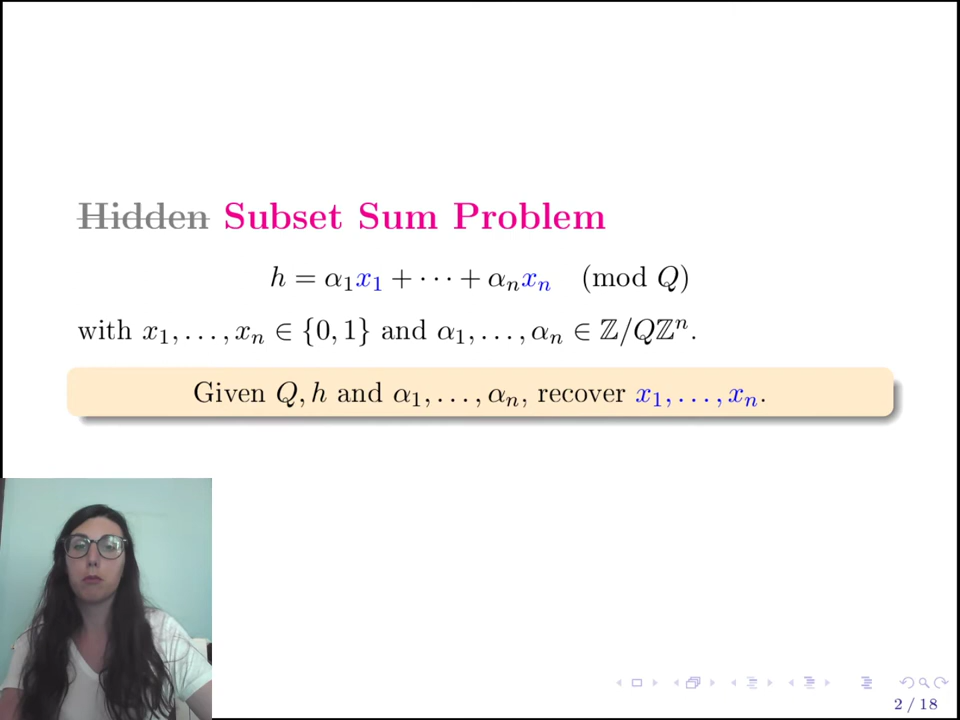 Hidden Subset Sum Problem
h = α₁x₁ + ⋯ + αₙxₙ (mod Q)
with x₁, …, xₙ ∈ {0, 1} and α₁, …, αₙ ∈ ℤ/Qℤⁿ.
Given Q, h and α₁, …, αₙ, recover x₁, …, xₙ.
2 / 18